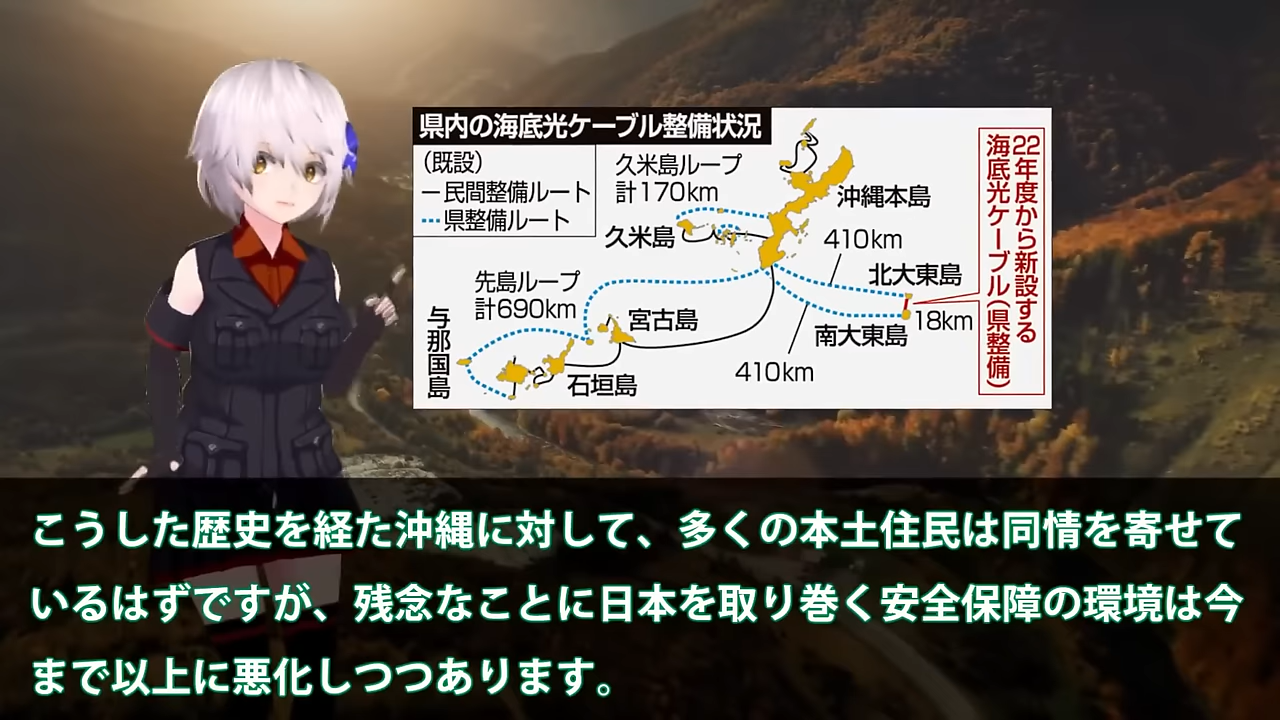 県内の海底光ケーブル整備状況
（既設）
─民間整備ルート
…県整備ルート
久米島ループ
計170km
沖縄本島
久米島
410km
北大東島
先島ループ
計690km
宮古島
18km
南大東島
与那国島
石垣島
410km
22年度から新設する
海底光ケーブル（県整備）
こうした歴史を経た沖縄に対して、多くの本土住民は同情を寄せて
いるはずですが、残念なことに日本を取り巻く安全保障の環境は今
まで以上に悪化しつつあります。